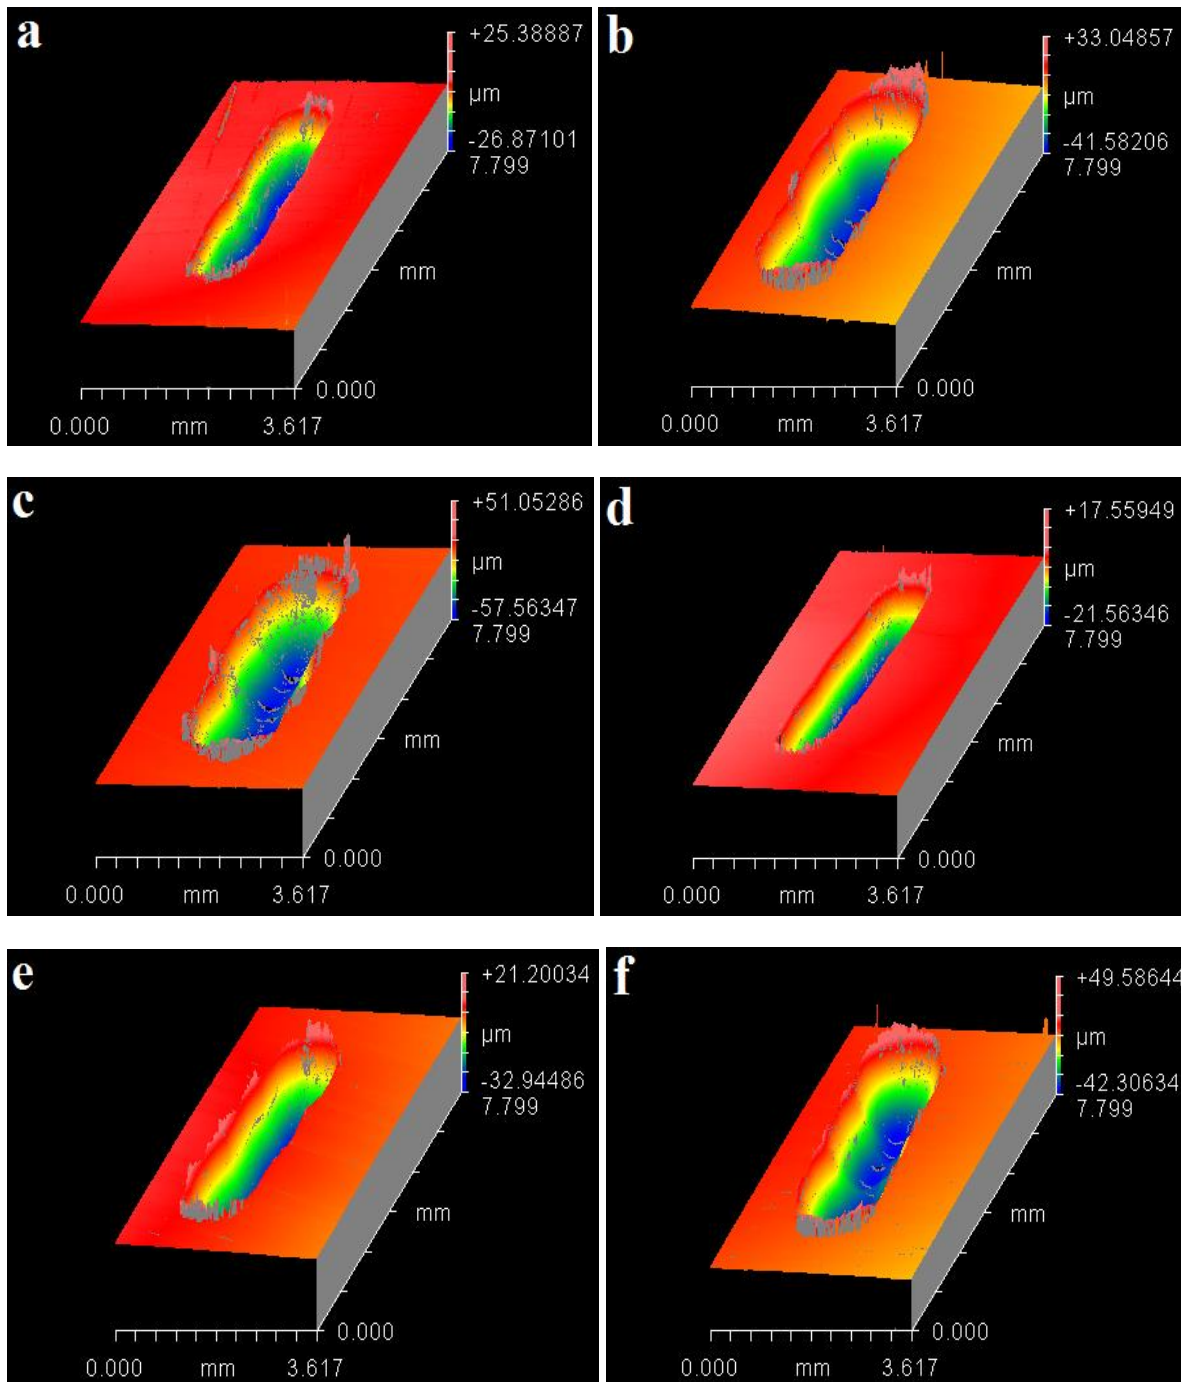 a
+25.38887
µm
-26.87101
7.799
mm
0.000
0.000 mm 3.617
b
+33.04857
µm
-41.58206
7.799
mm
0.000
0.000 mm 3.617
c
+51.05286
µm
-57.56347
7.799
mm
0.000
0.000 mm 3.617
d
+17.55949
µm
-21.56346
7.799
mm
0.000
0.000 mm 3.617
e
+21.20034
µm
-32.94486
7.799
mm
0.000
0.000 mm 3.617
f
+49.58644
µm
-42.30634
7.799
mm
0.000
0.000 mm 3.617